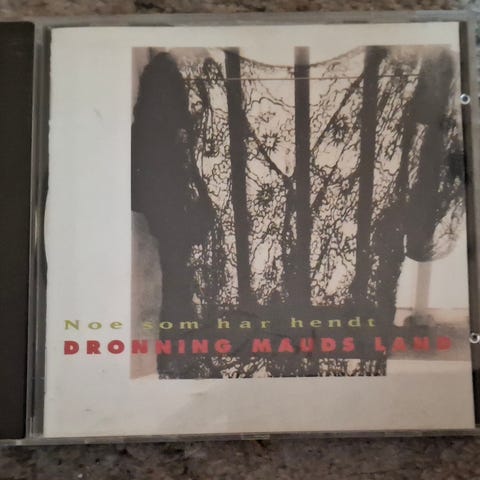 Noe som har hendt
DRONNING MAUDS LAND